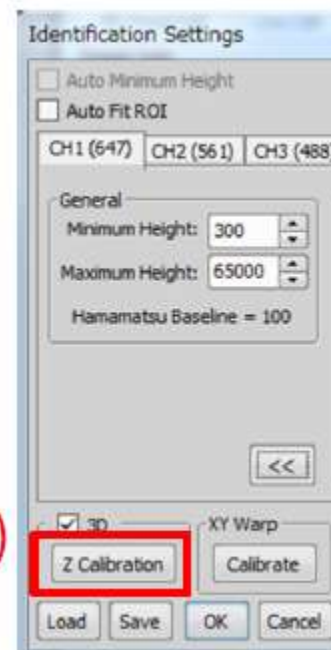 Identification Settings
Auto Minimum Height
Auto Fit ROI
CH1 (647) CH2 (561) CH3 (488)
General
Minimum Height: 300
Maximum Height: 65000
Hamamatsu Baseline = 100
<<
3D XY Warp
Z Calibration Calibrate
Load Save OK Cancel